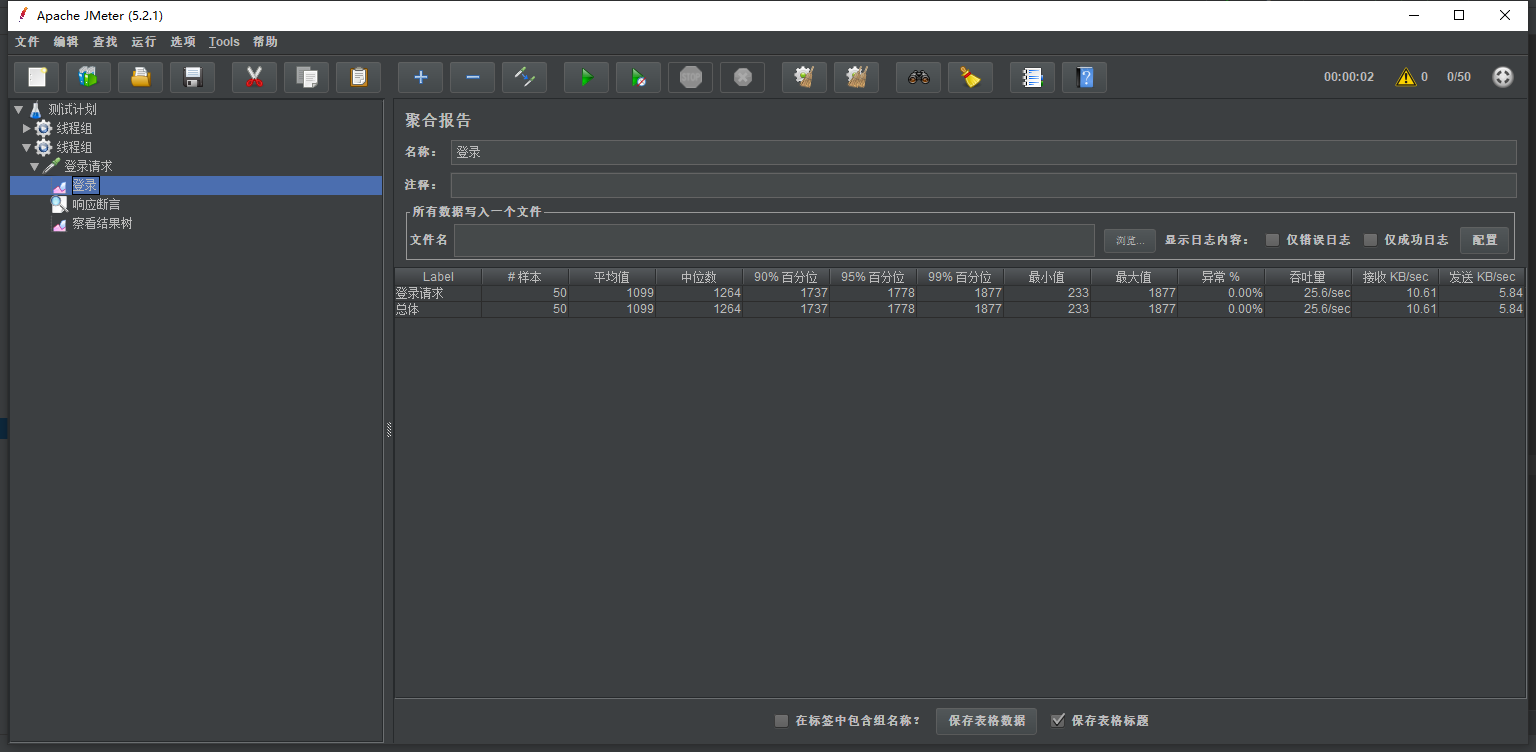 Apache JMeter (5.2.1)
文件 编辑 查找 运行 选项 Tools 帮助
STOP
00:00:02 0 0/50
测试计划
线程组
线程组
登录请求
登录
响应断言
察看结果树
聚合报告
名称： 登录
注释：
所有数据写入一个文件
文件名 浏览... 显示日志内容： 仅错误日志 仅成功日志 配置
Label # 样本 平均值 中位数 90% 百分位 95% 百分位 99% 百分位 最小值 最大值 异常 % 吞吐量 接收 KB/sec 发送 KB/sec
登录请求 50 1099 1264 1737 1778 1877 233 1877 0.00% 25.6/sec 10.61 5.84
总体 50 1099 1264 1737 1778 1877 233 1877 0.00% 25.6/sec 10.61 5.84
在标签中包含组名称？ 保存表格数据 保存表格标题